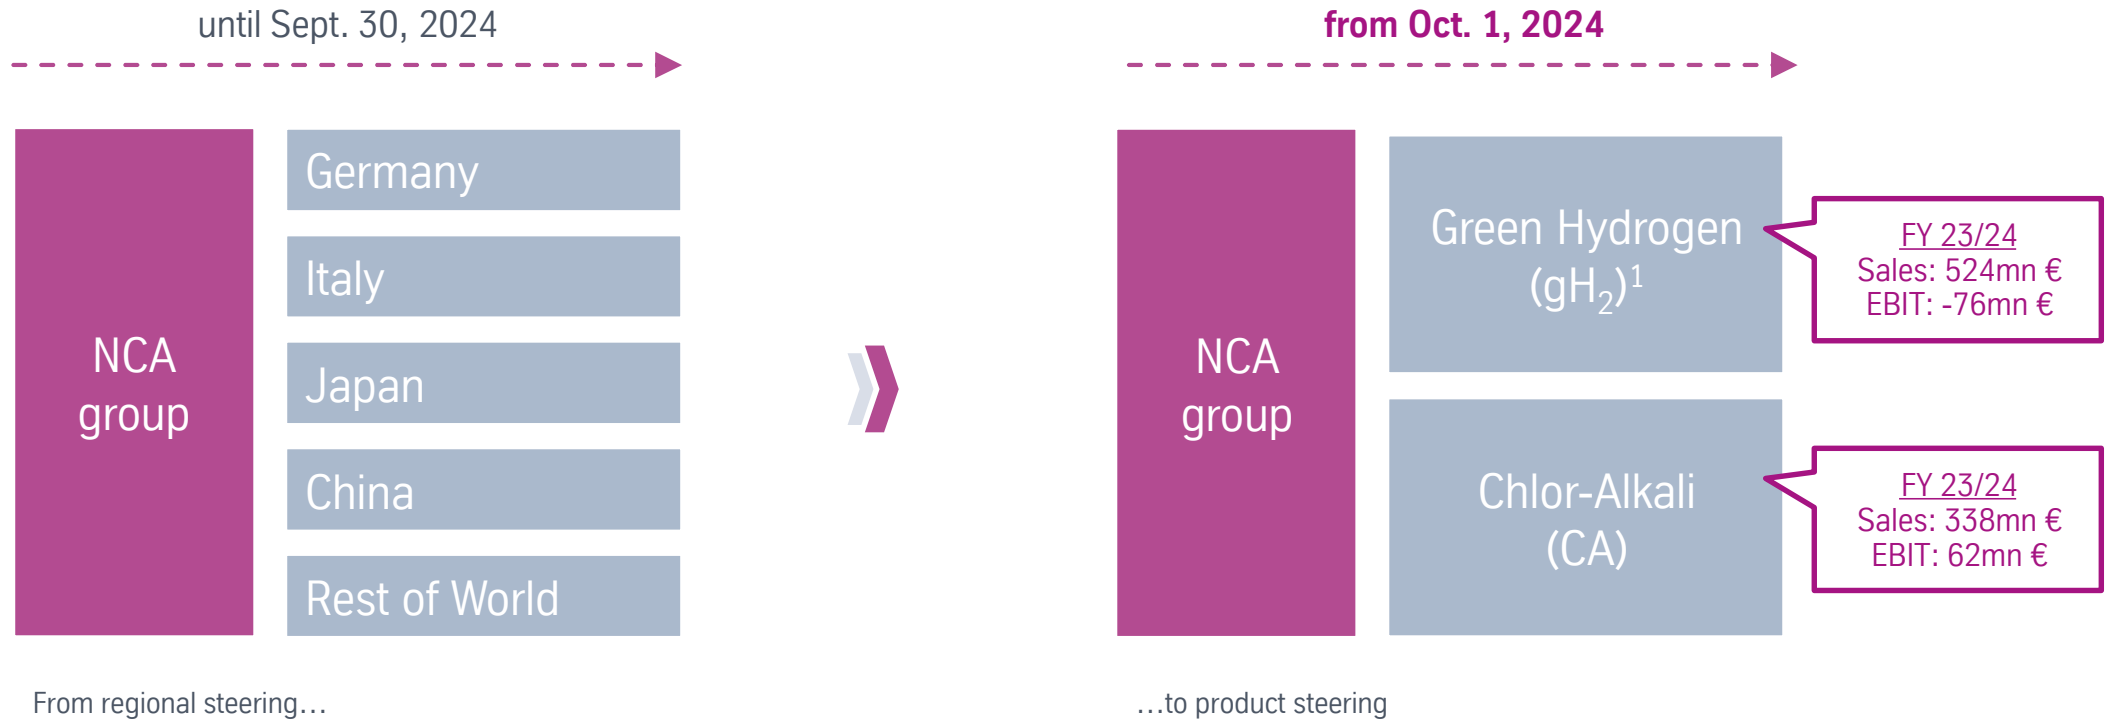 until Sept. 30, 2024
NCA
group
Germany
Italy
Japan
China
Rest of World
From regional steering…
from Oct. 1, 2024
NCA
group
Green Hydrogen
(gH₂)¹
FY 23/24
Sales: 524mn €
EBIT: -76mn €
Chlor-Alkali
(CA)
FY 23/24
Sales: 338mn €
EBIT: 62mn €
…to product steering